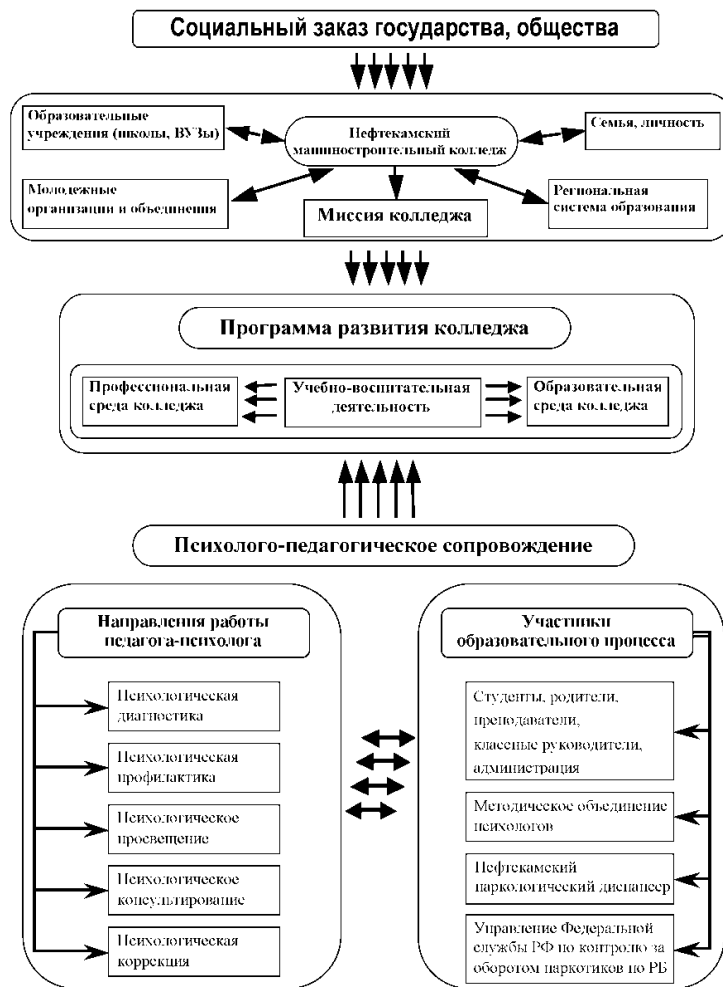 Социальный заказ государства, общества
Образовательные
учреждения (школы, ВУЗы)
Нефтекамский
машиностроительный колледж
Семья, личность
Молодежные
организации и объединения
Миссия колледжа
Региональная
система образования
Программа развития колледжа
Профессиональная
среда колледжа
Учебно-воспитательная
деятельность
Образовательная
среда колледжа
Психолого-педагогическое сопровождение
Направления работы
педагога-психолога
Психологическая
диагностика
Психологическая
профилактика
Психологическое
просвещение
Психологическое
консультирование
Психологическая
коррекция
Участники
образовательного процесса
Студенты, родители,
преподаватели,
классные руководители,
администрация
Методическое объединение
психологов
Нефтекамский
наркологический диспансер
Управление Федеральной
службы РФ по контролю за
оборотом наркотиков по РБ